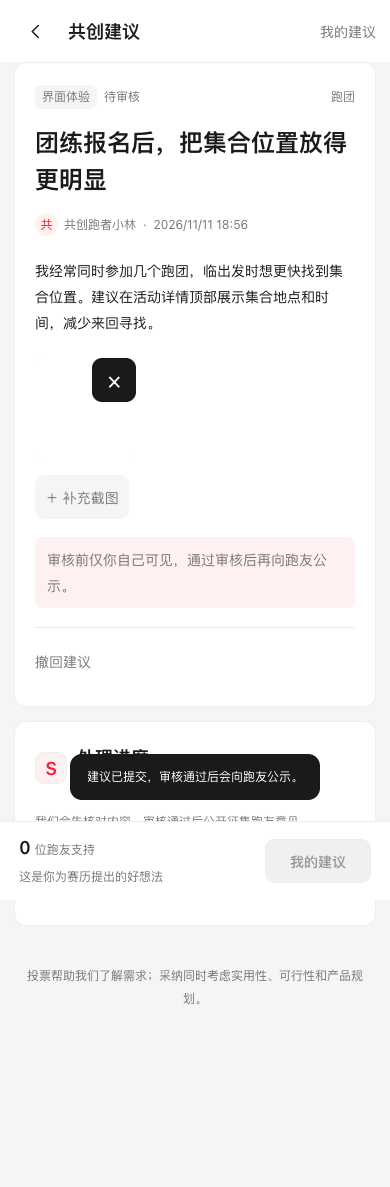 共创建议
我的建议
界面体验
待审核
跑团
团练报名后，把集合位置放得
更明显
共
共创跑者小林 · 2026/11/11 18:56
我经常同时参加几个跑团，临出发时想更快找到集
合位置。建议在活动详情顶部展示集合地点和时
间，减少来回寻找。
×
+ 补充截图
审核前仅你自己可见，通过审核后再向跑友公
示。
撤回建议
S
处理进度
建议已提交，审核通过后会向跑友公示。
0 位跑友支持
这是你为赛历提出的好想法
我的建议
投票帮助我们了解需求；采纳同时考虑实用性、可行性和产品规
划。